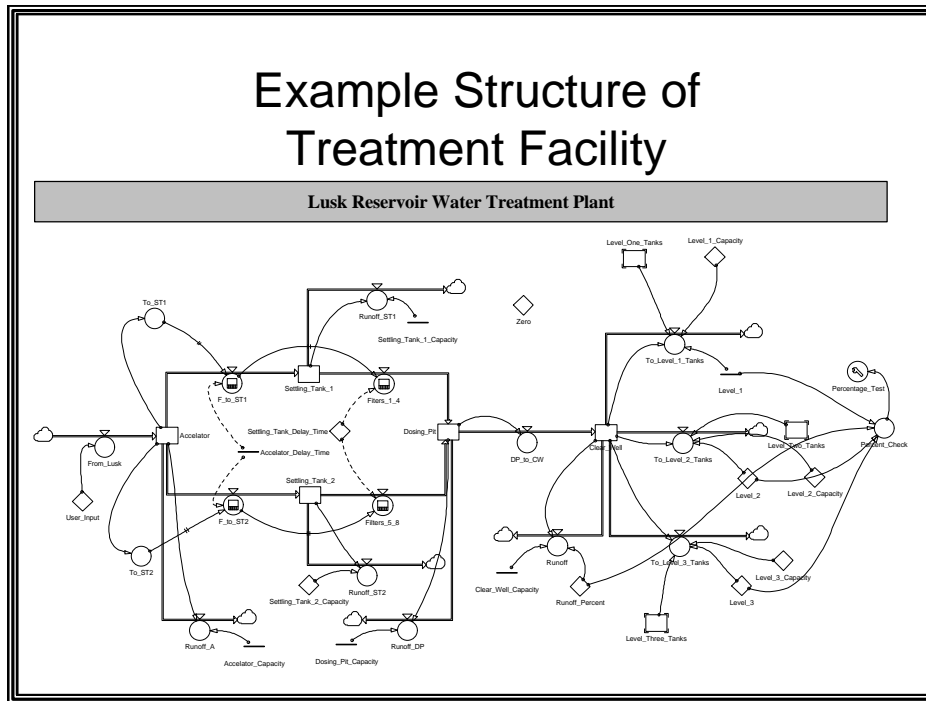 Example Structure of
Treatment Facility
Lusk Reservoir Water Treatment Plant
Level_One_Tanks
Level_1_Capacity
To_ST1
Runoff_ST1
Zero
Settling_Tank_1_Capacity
To_Level_1_Tanks
Settling_Tank_1
F_to_ST1
Fiters_1_4
Level_1
Percentage_Test
Accelator
Settling_Tank_Delay_Time
Dosing_Pit
Clear_Well
Level_Two_Tanks
Percent_Check
From_Lusk
Accelator_Delay_Time
DP_to_CW
To_Level_2_Tanks
Settling_Tank_2
Level_2
Level_2_Capacity
User_Input
F_to_ST2
Filters_5_8
To_ST2
Runoff
To_Level_3_Tanks
Level_3_Capacity
Runoff_ST2
Clear_Well_Capacity
Runoff_Percent
Level_3
Settling_Tank_2_Capacity
Level_Three_Tanks
Runoff_A
Accelator_Capacity
Dosing_Pit_Capacity
Runoff_DP